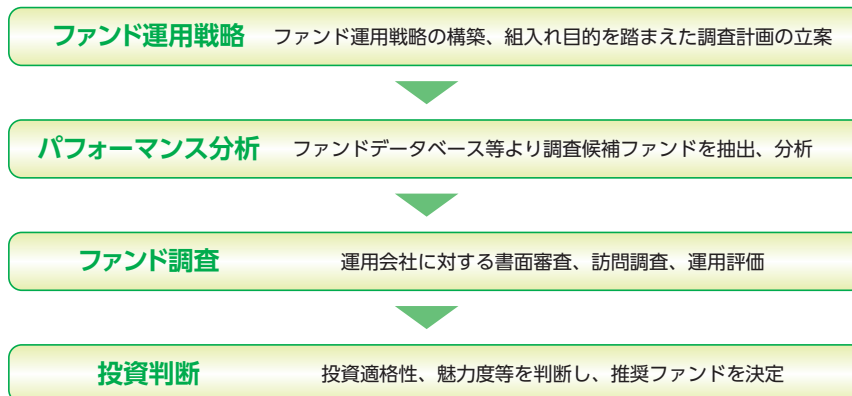 ファンド運用戦略 ファンド運用戦略の構築、組入れ目的を踏まえた調査計画の立案
パフォーマンス分析 ファンドデータベース等より調査候補ファンドを抽出、分析
ファンド調査 運用会社に対する書面審査、訪問調査、運用評価
投資判断 投資適格性、魅力度等を判断し、推奨ファンドを決定